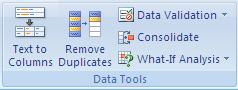 Text to
Columns
Remove
Duplicates
Data Validation
Consolidate
What-If Analysis
Data Tools